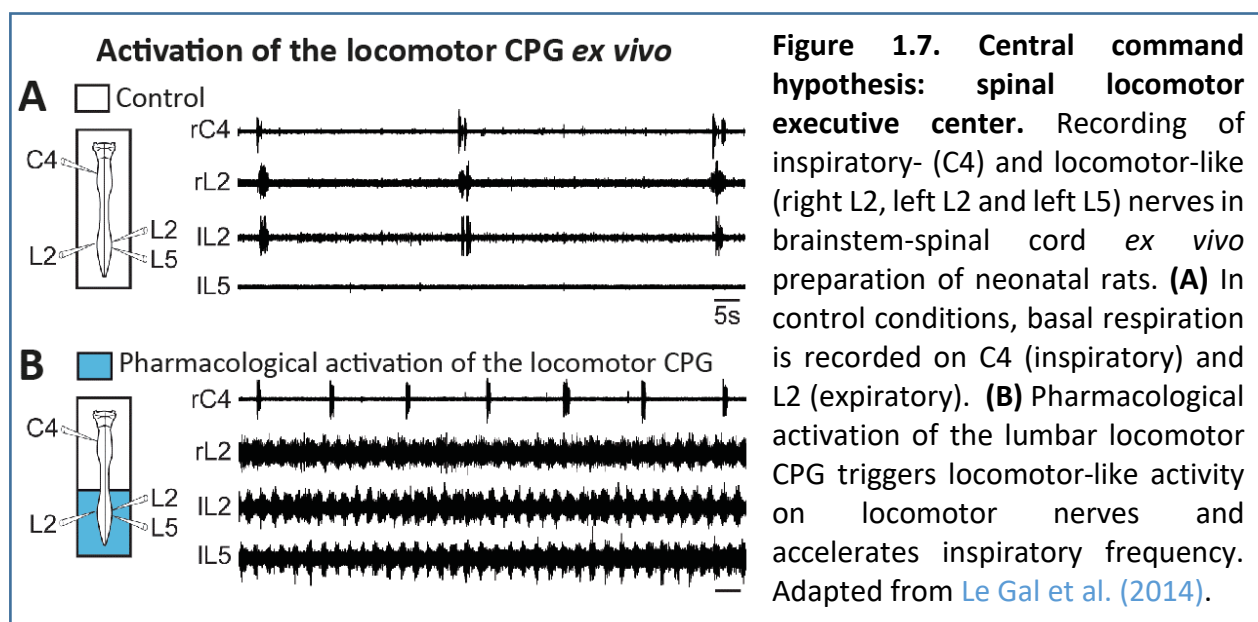 Activation of the locomotor CPG ex vivo
A
Control
C4
L2
L2
L5
rC4
rL2
lL2
lL5
5s
B
Pharmacological activation of the locomotor CPG
C4
L2
L2
L5
rC4
rL2
lL2
lL5
Figure 1.7. Central command
hypothesis: spinal locomotor
executive center. Recording of
inspiratory- (C4) and locomotor-like
(right L2, left L2 and left L5) nerves in
brainstem-spinal cord ex vivo
preparation of neonatal rats. (A) In
control conditions, basal respiration
is recorded on C4 (inspiratory) and
L2 (expiratory). (B) Pharmacological
activation of the lumbar locomotor
CPG triggers locomotor-like activity
on locomotor nerves and
accelerates inspiratory frequency.
Adapted from Le Gal et al. (2014).